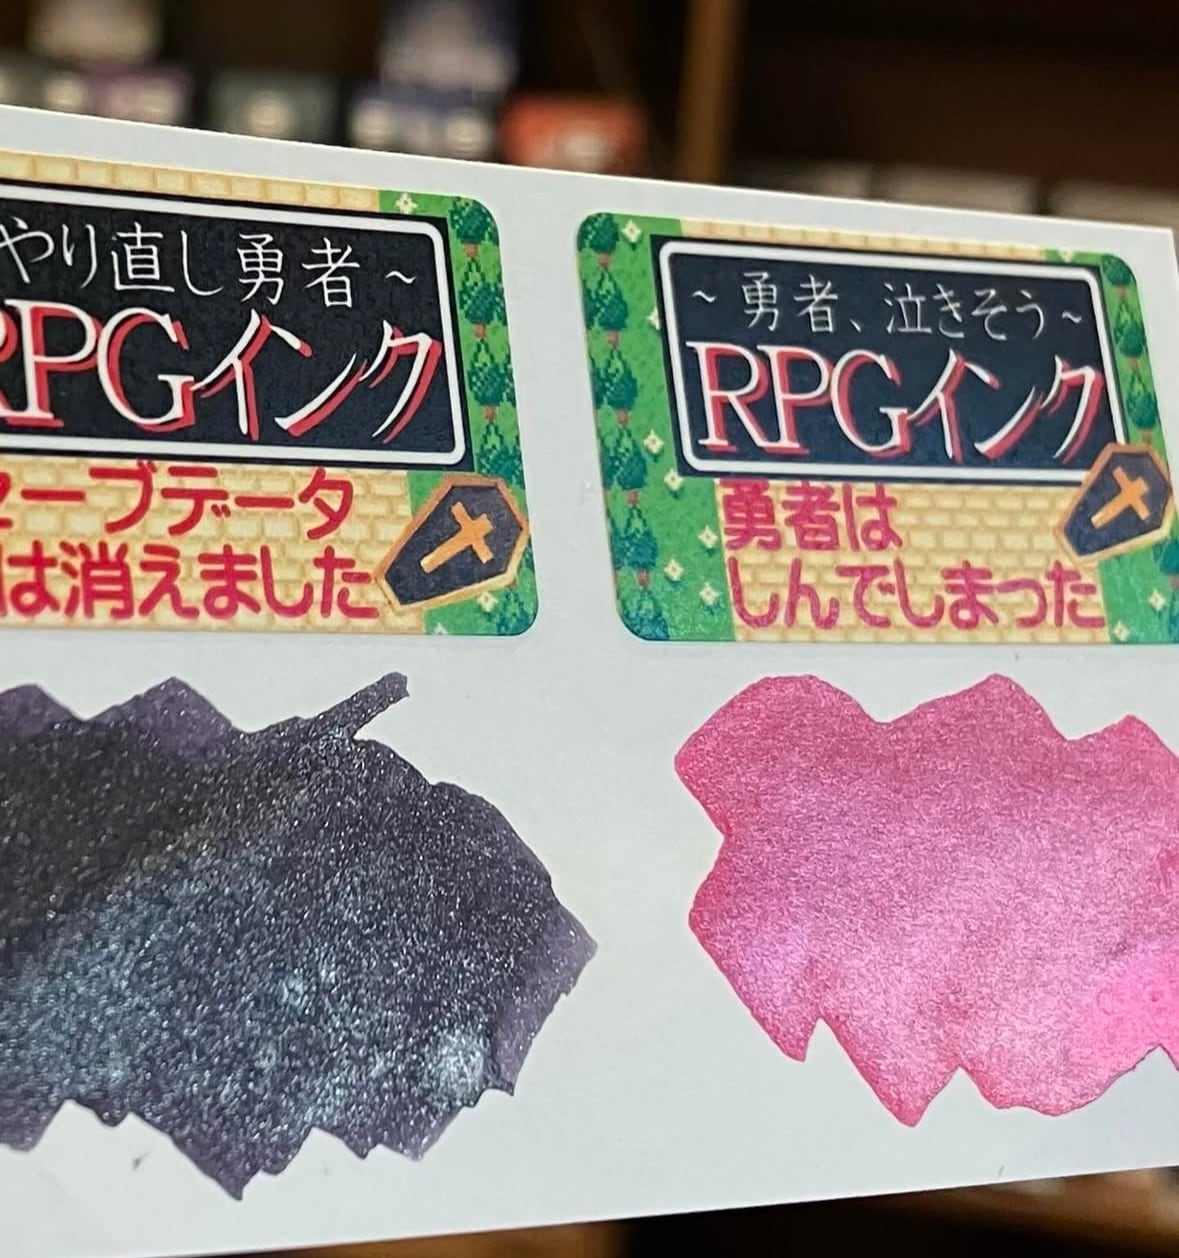 やり直し勇者~
RPGインク
セーブデータ
は消えました
~勇者、泣きそう~
RPGインク
勇者は
しんでしまった